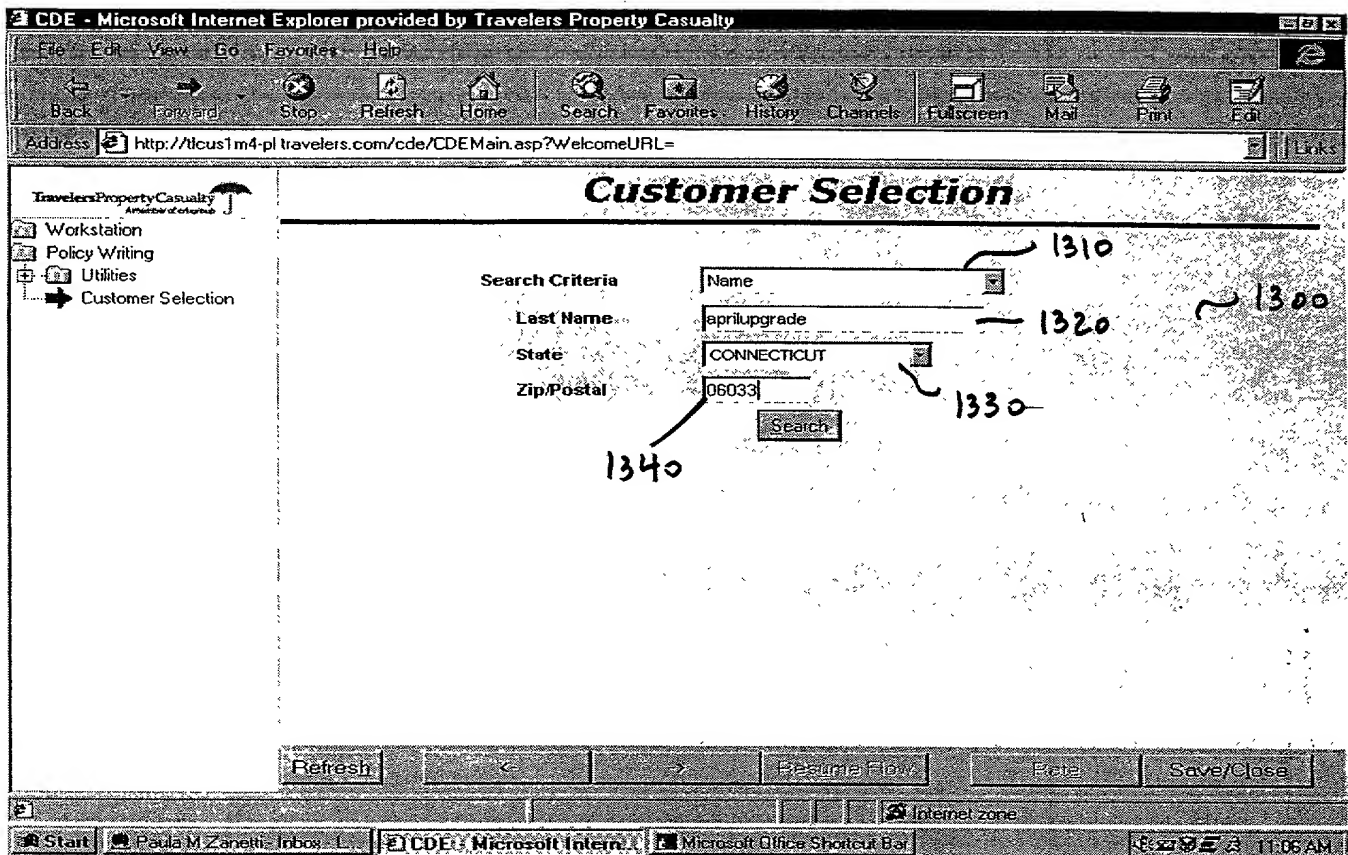 CDE - Microsoft Internet Explorer provided by Travelers Property Casualty
File Edit View Go Favorites Help
Back Forward Stop Refresh Home Search Favorites History Channels Fullscreen Mail Print Edit
Address http://tlcus1m4-pl travelers.com/cde/CDEMain.asp?WelcomeURL= Links
TravelersPropertyCasualty
Customer Selection
Workstation
Policy Writing
Utilities
Customer Selection
1310
Search Criteria Name
1300
Last Name aprilupgrade 1320
State CONNECTICUT
Zip/Postal 06033 1330
Search
1340
Refresh <- -> Resume Flow Rate Save/Close
Internet zone
Start Paula M Zanetti - Inbox - L... CDE - Microsoft Intern... Microsoft Office Shortcut Bar 11:06 AM